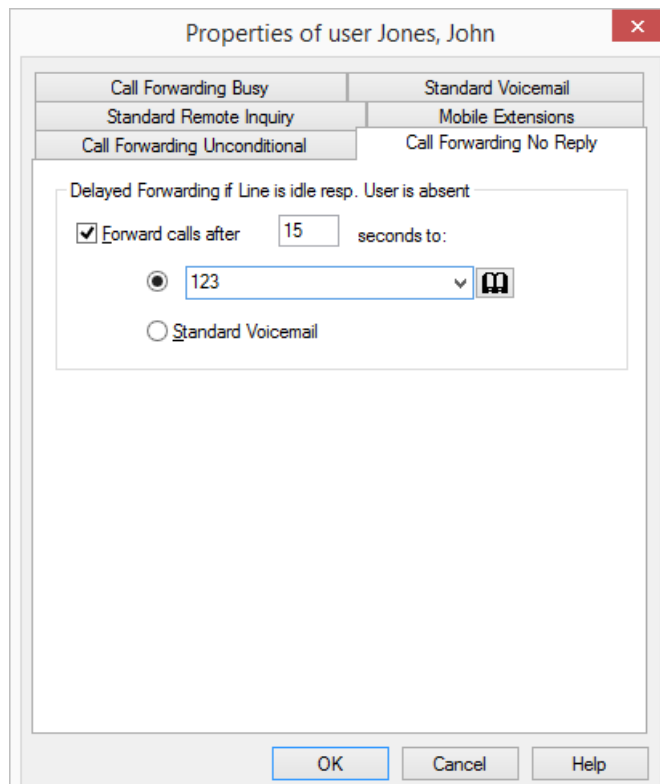 Properties of user Jones, John
Call Forwarding Busy Standard Voicemail
Standard Remote Inquiry Mobile Extensions
Call Forwarding Unconditional Call Forwarding No Reply
Delayed Forwarding if Line is idle resp. User is absent
Forward calls after 15 seconds to:
123
Standard Voicemail
OK Cancel Help